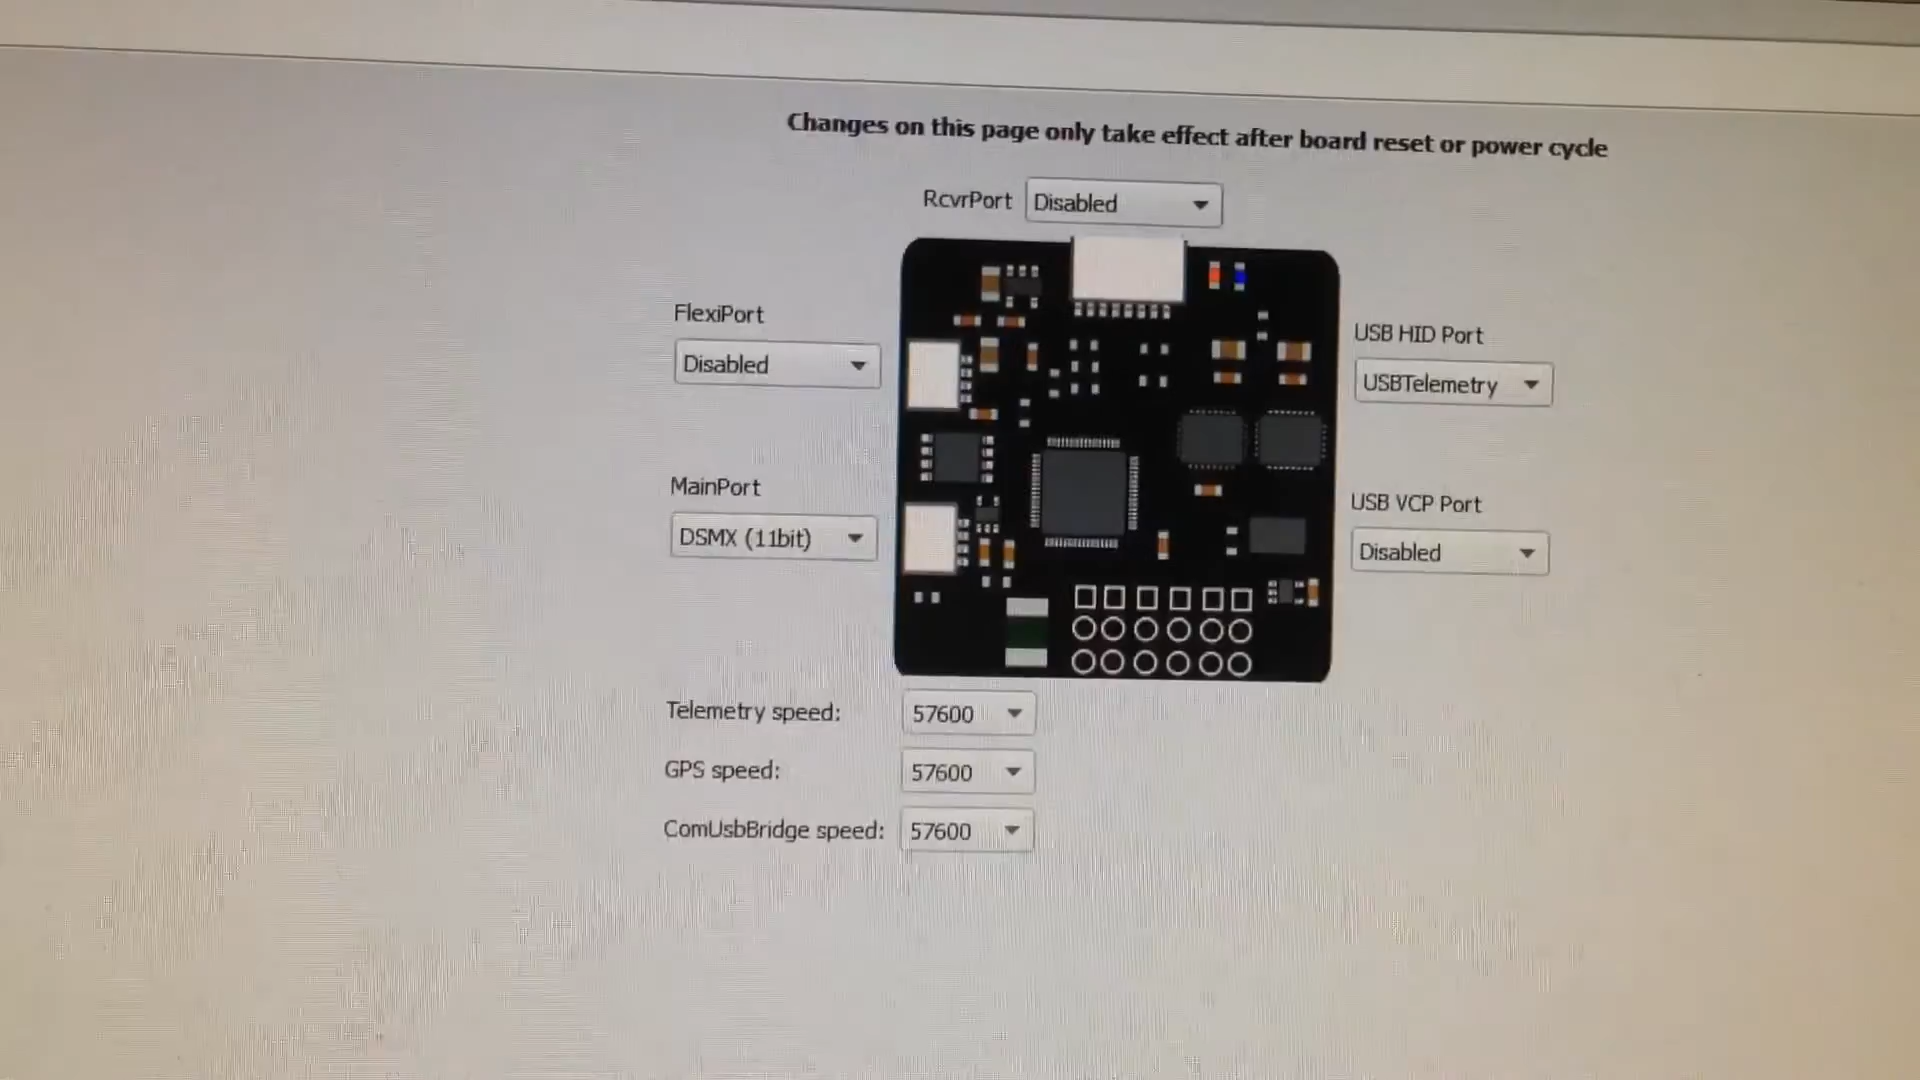 Changes on this page only take effect after board reset or power cycle
RcvrPort Disabled
FlexiPort
Disabled
USB HID Port
USBTelemetry
MainPort
DSMX (11bit)
USB VCP Port
Disabled
Telemetry speed: 57600
GPS speed: 57600
ComUsbBridge speed: 57600